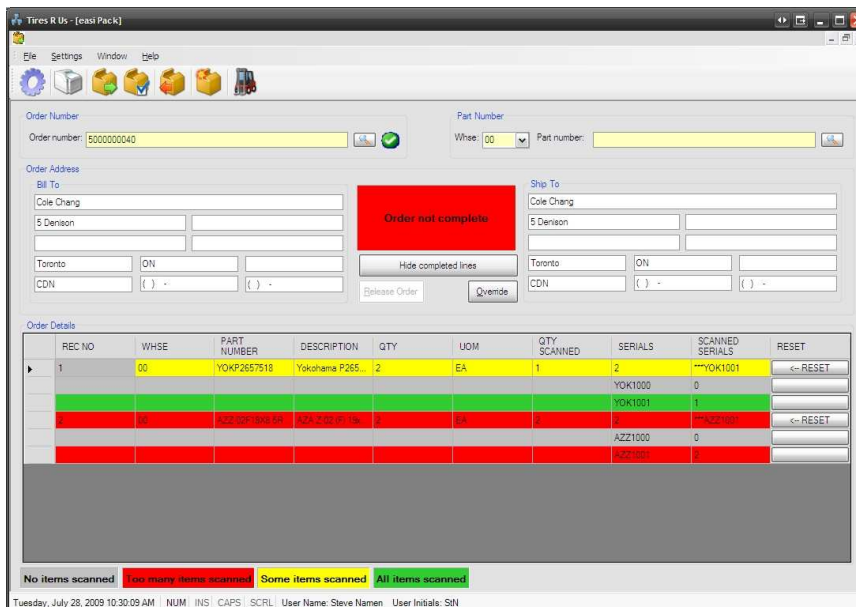 Tires R Us - [easi Pack]
File Settings Window Help
Order Number
Order number: 5000000040
Part Number
Whse: 00 Part number:
Order Address
Bill To
Cole Chang
5 Denison
Toronto ON
CDN ( ) - ( ) -
Order not complete
Hide completed lines
Release Order Override
Ship To
Cole Chang
5 Denison
Toronto ON
CDN ( ) - ( ) -
Order Details
REC NO WHSE PART NUMBER DESCRIPTION QTY UOM QTY SCANNED SERIALS SCANNED SERIALS RESET
1 00 YOKP2657518 Yokohama P265... 2 EA 1 2 ***YOK1001 <-- RESET
YOK1000 0
YOK1001 1
2 00 2 EA 2 2 ***AZZ1001 <-- RESET
AZZ1000 0
AZZ1001 2
No items scanned Too many items scanned Some items scanned All items scanned
Tuesday, July 28, 2009 10:30:09 AM NUM INS CAPS SCRL User Name: Steve Namen User Initials: StN